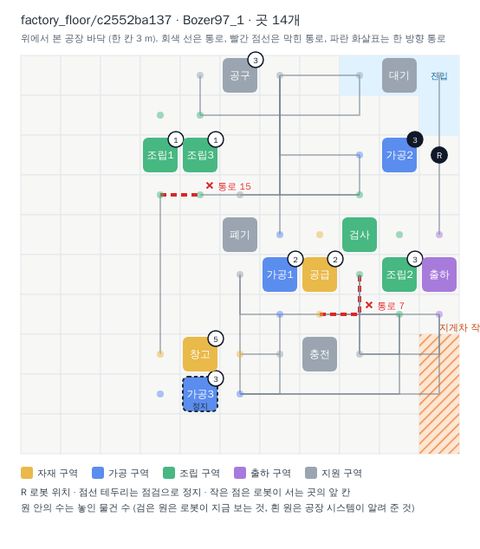 factory_floor/c2552ba137 · Bozer97_1 · 곳 14개
위에서 본 공장 바닥 (한 칸 3 m). 회색 선은 통로, 빨간 점선은 막힌 통로, 파란 화살표는 한 방향 통로
3
공구
대기
진입
1
1
3
조립1
조립3
가공2
R
통로 15
폐기
검사
2
2
3
가공1
공급
조립2
출하
통로 7
지게차 작
5
창고
충전
3
가공3
정지
자재 구역
가공 구역
조립 구역
출하 구역
지원 구역
R 로봇 위치 · 점선 테두리는 점검으로 정지 · 작은 점은 로봇이 서는 곳의 앞 칸
원 안의 수는 놓인 물건 수 (검은 원은 로봇이 지금 보는 것, 흰 원은 공장 시스템이 알려 준 것)